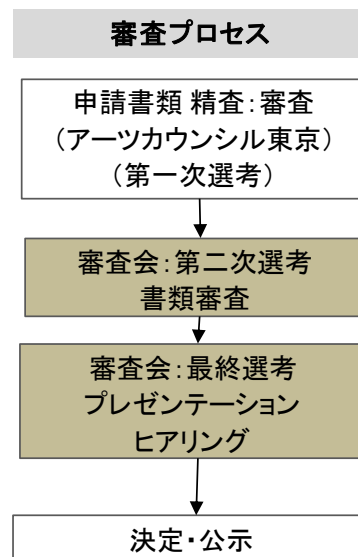 審査プロセス
申請書類 精査：審査
（アーツカウンシル東京）
（第一次選考）
審査会：第二次選考
書類審査
審査会：最終選考
プレゼンテーション
ヒアリング
決定・公示